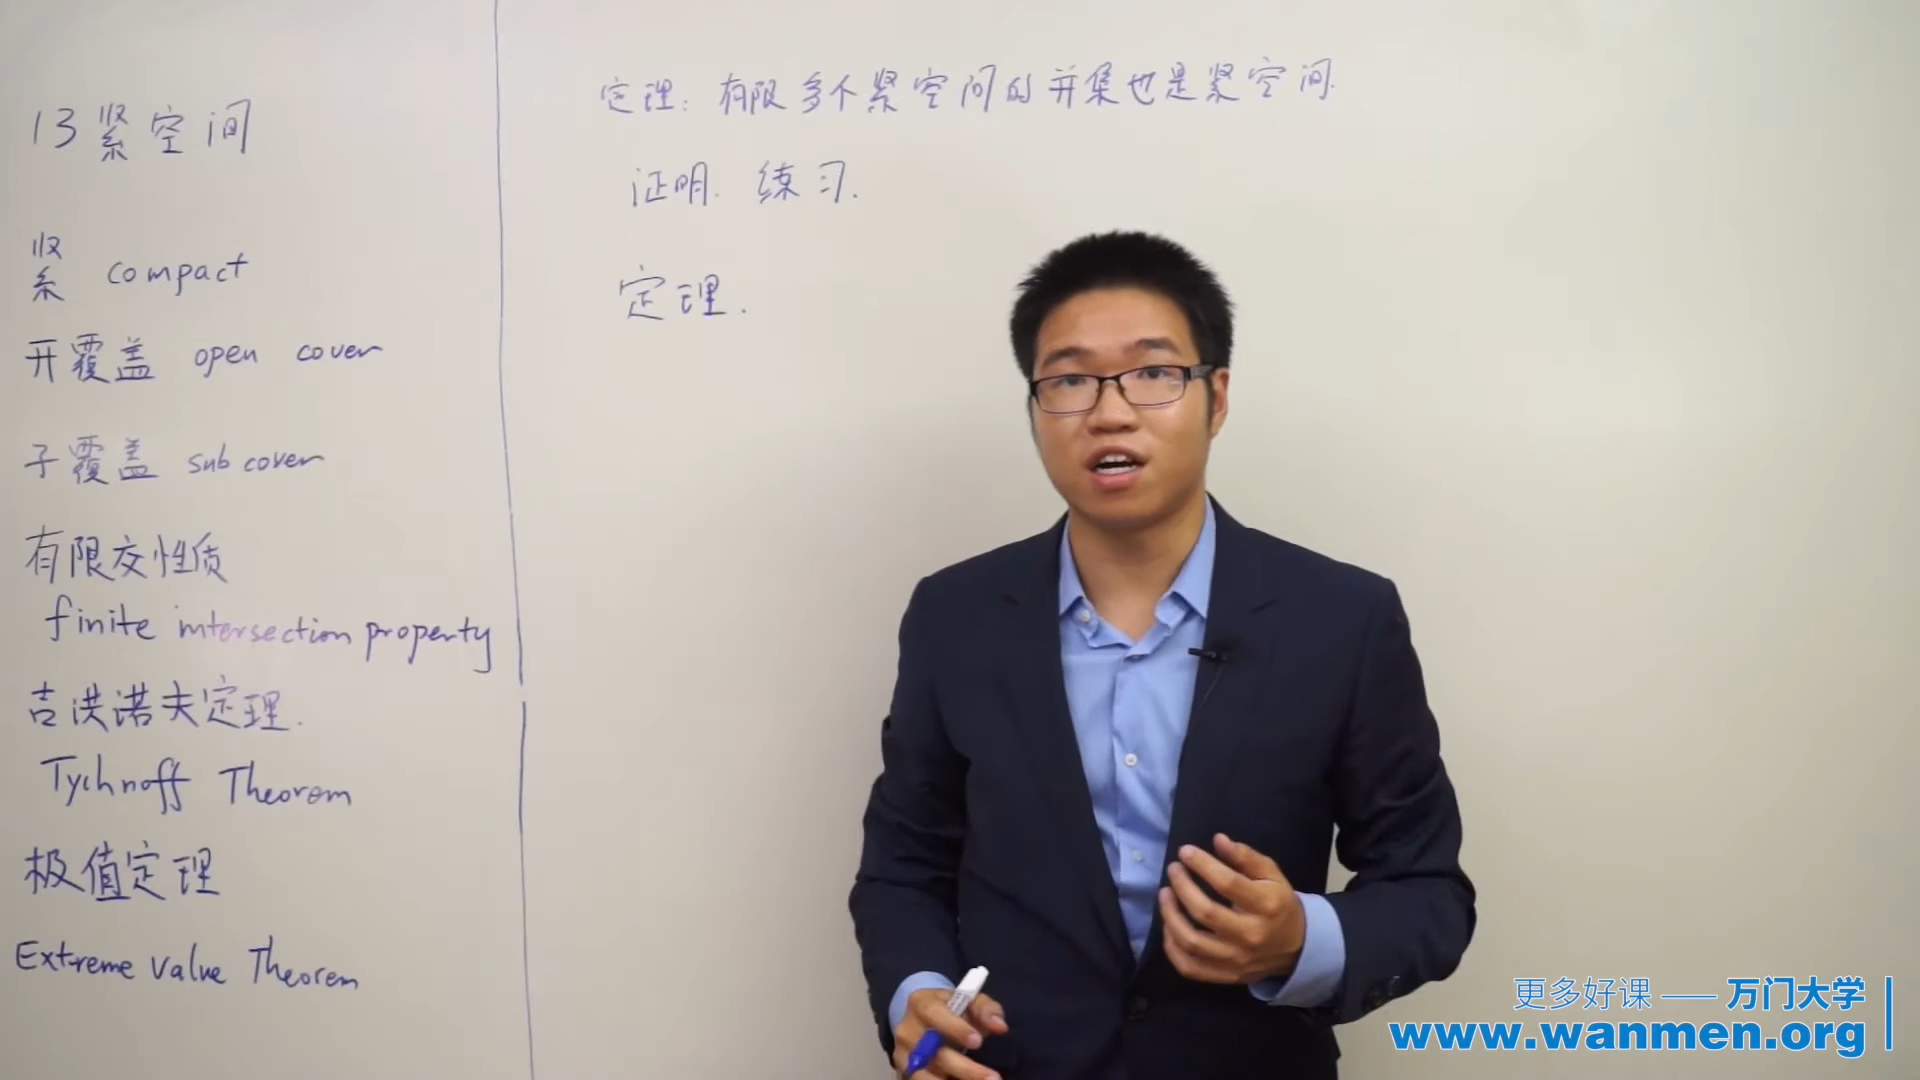 13 紧空间
紧 compact
开覆盖 open cover
子覆盖 subcover
有限交性质
finite intersection property
吉洪诺夫定理.
Tychnoff Theorem
极值定理
Extreme Value Theorem
定理: 有限多个紧空间的并集也是紧空间.
证明. 练习.
定理.
更多好课 —— 万门大学
www.wanmen.org